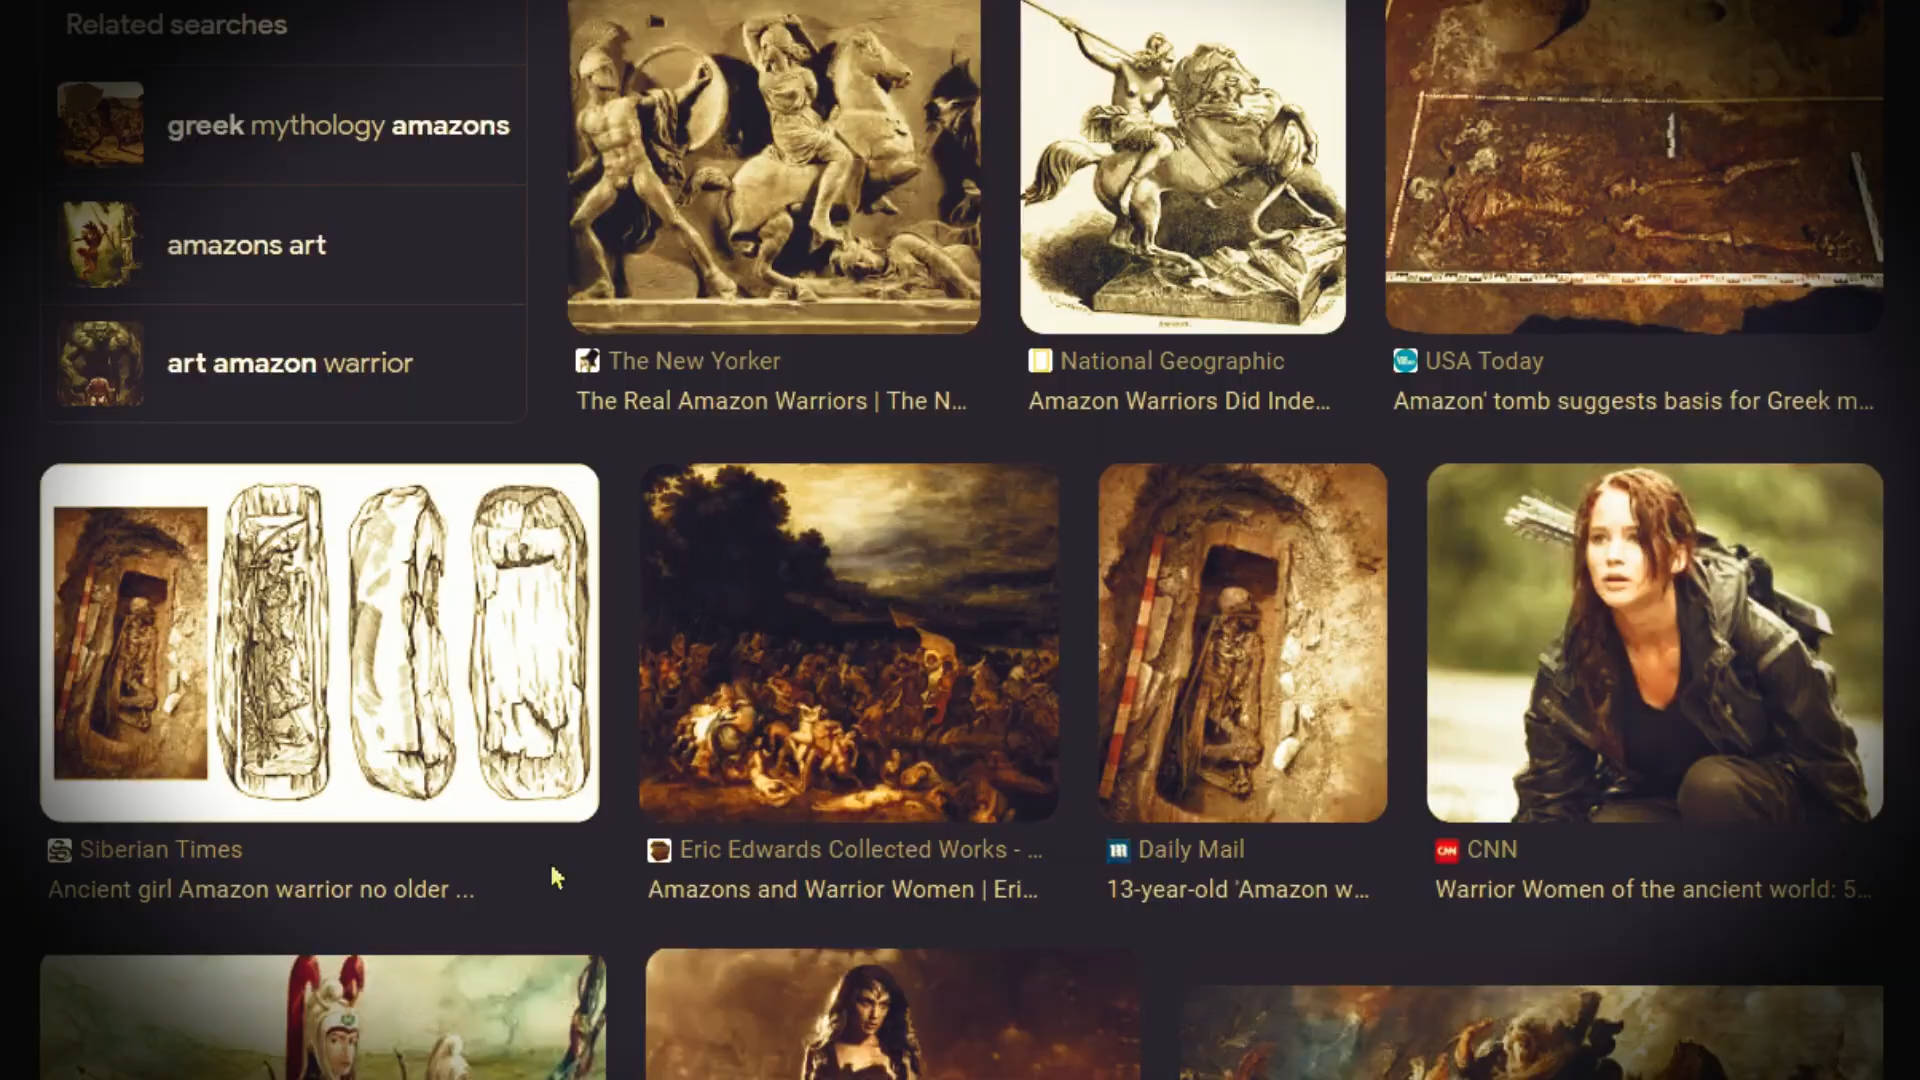 Related searches
greek mythology amazons
amazons art
art amazon warrior
The New Yorker
The Real Amazon Warriors | The N...
National Geographic
Amazon Warriors Did Inde...
USA Today
Amazon' tomb suggests basis for Greek m...
Siberian Times
Ancient girl Amazon warrior no older ...
Eric Edwards Collected Works - ...
Amazons and Warrior Women | Eri...
Daily Mail
13-year-old 'Amazon w...
CNN
Warrior Women of the ancient world: 5...